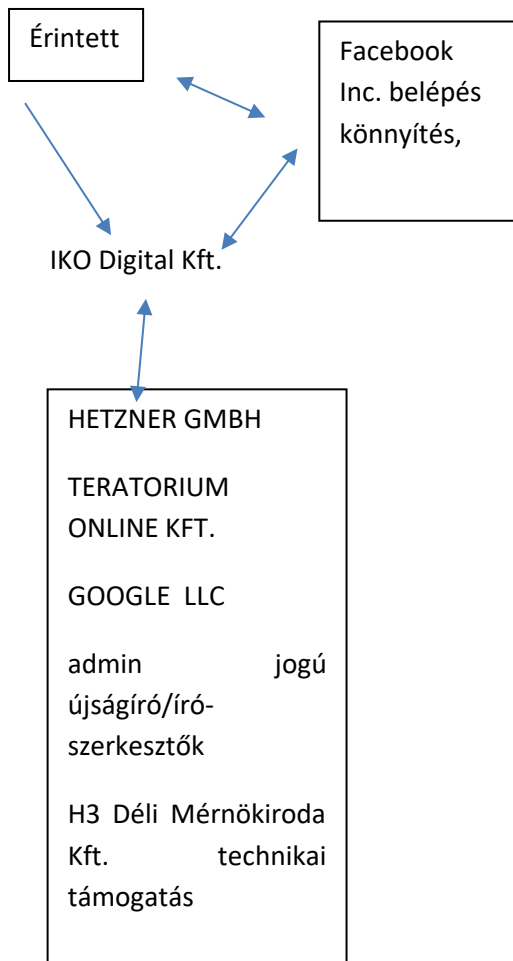 Érintett
Facebook
Inc. belépés
könnyítés,
IKO Digital Kft.
HETZNER GMBH
TERATORIUM
ONLINE KFT.
GOOGLE LLC
admin jogú
újságíró/író-
szerkesztők
H3 Déli Mérnökiroda
Kft. technikai
támogatás